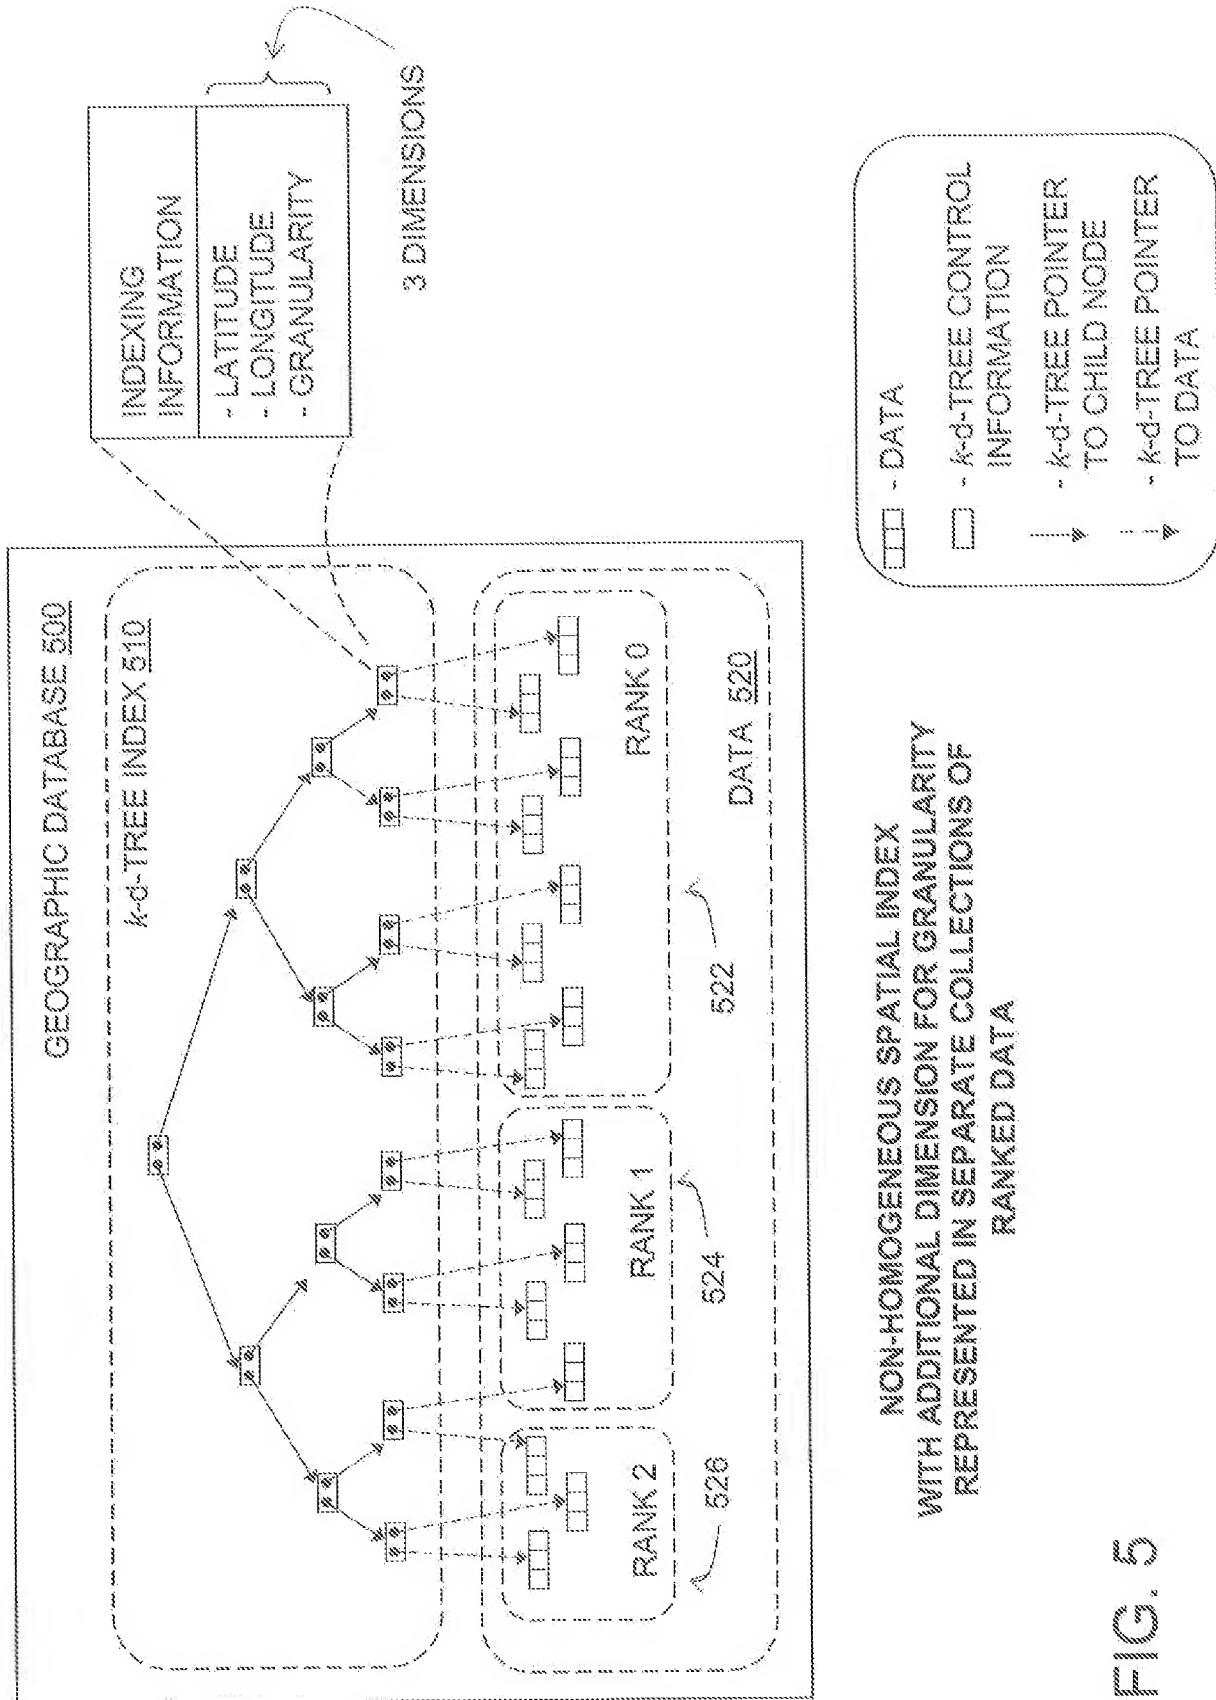 GEOGRAPHIC DATABASE 500
k-d-TREE INDEX 510
INDEXING
INFORMATION
- LATITUDE
- LONGITUDE
- GRANULARITY
3 DIMENSIONS
RANK 2
RANK 1
RANK 0
DATA 520
526
524
522
- DATA
- k-d-TREE CONTROL
INFORMATION
- k-d-TREE POINTER
TO CHILD NODE
- k-d-TREE POINTER
TO DATA
NON-HOMOGENEOUS SPATIAL INDEX
WITH ADDITIONAL DIMENSION FOR GRANULARITY
REPRESENTED IN SEPARATE COLLECTIONS OF
RANKED DATA
FIG. 5